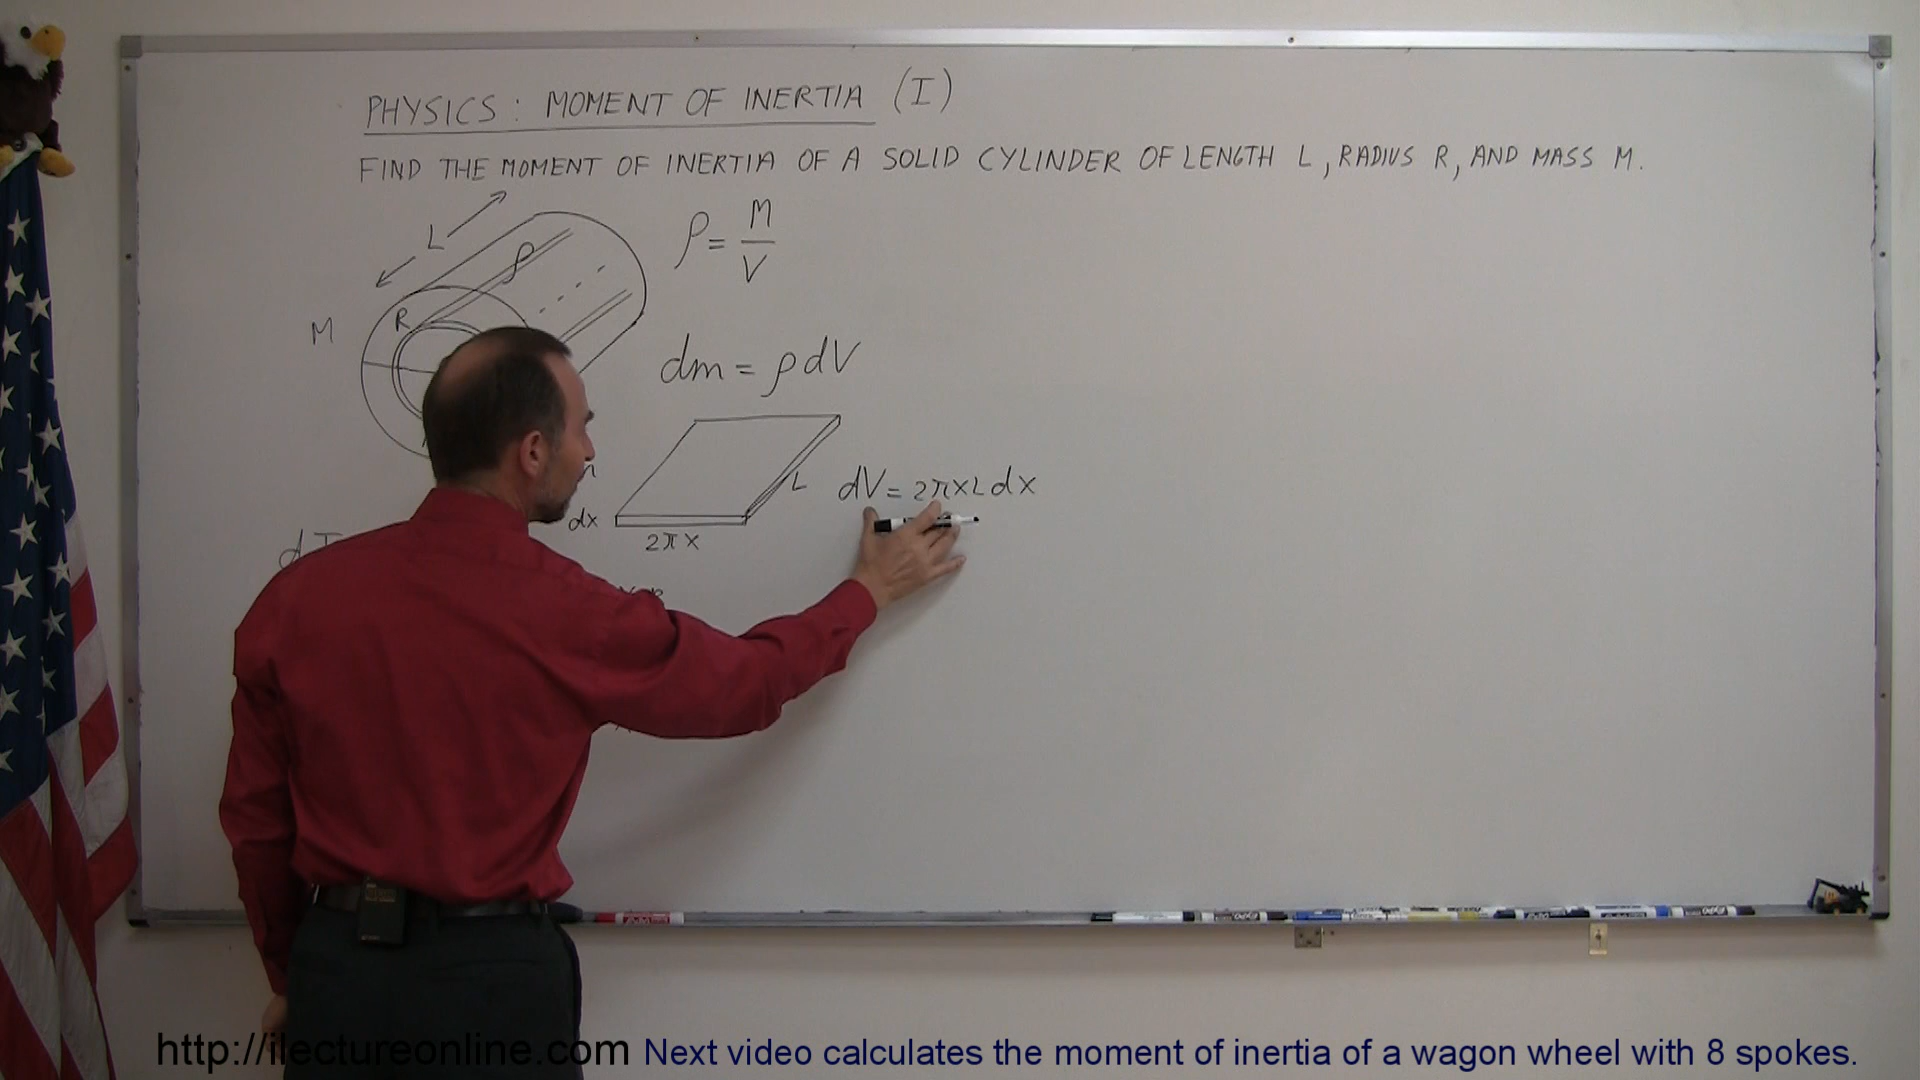 PHYSICS: MOMENT OF INERTIA (I)
FIND THE MOMENT OF INERTIA OF A SOLID CYLINDER OF LENGTH L, RADIUS R, AND MASS M.
L
ρ
ρ = M/V
M
R
dm = ρdV
L
dV = 2πxLdx
dx
2πx
dI
http://ilectureonline.com Next video calculates the moment of inertia of a wagon wheel with 8 spokes.